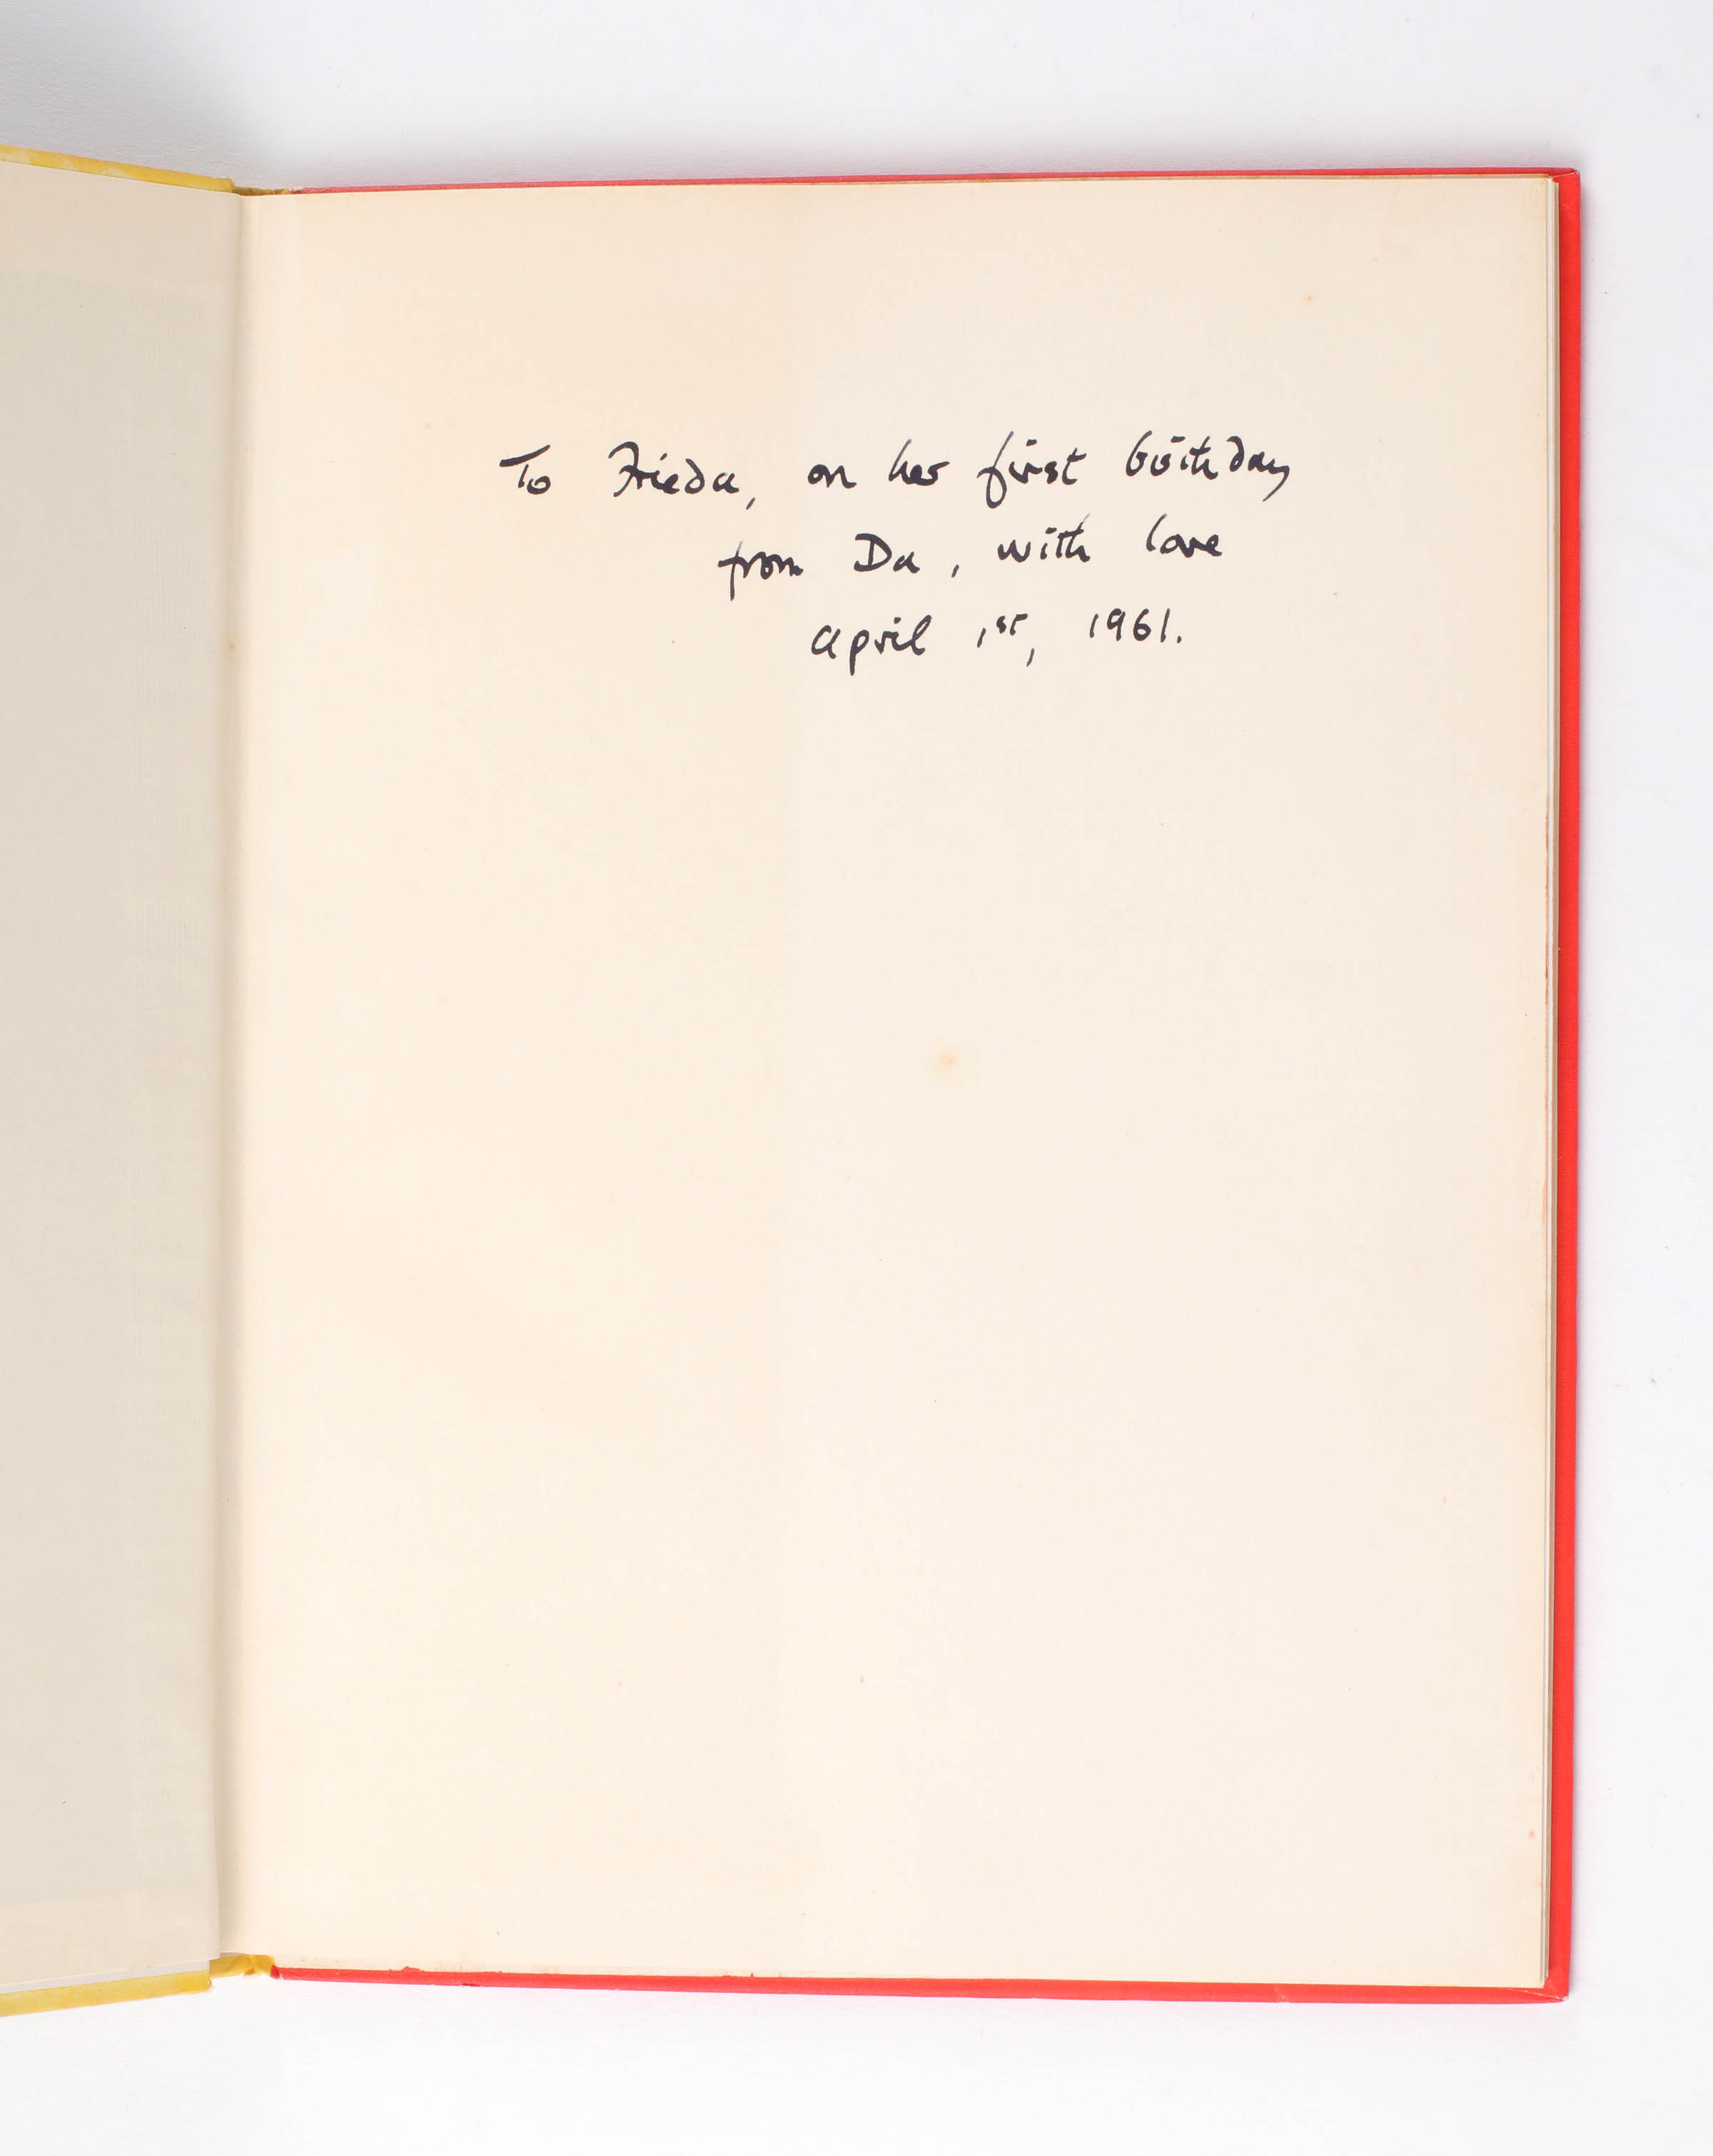 To Frieda, on her first birthday
from Da, with love
April 1st, 1961.